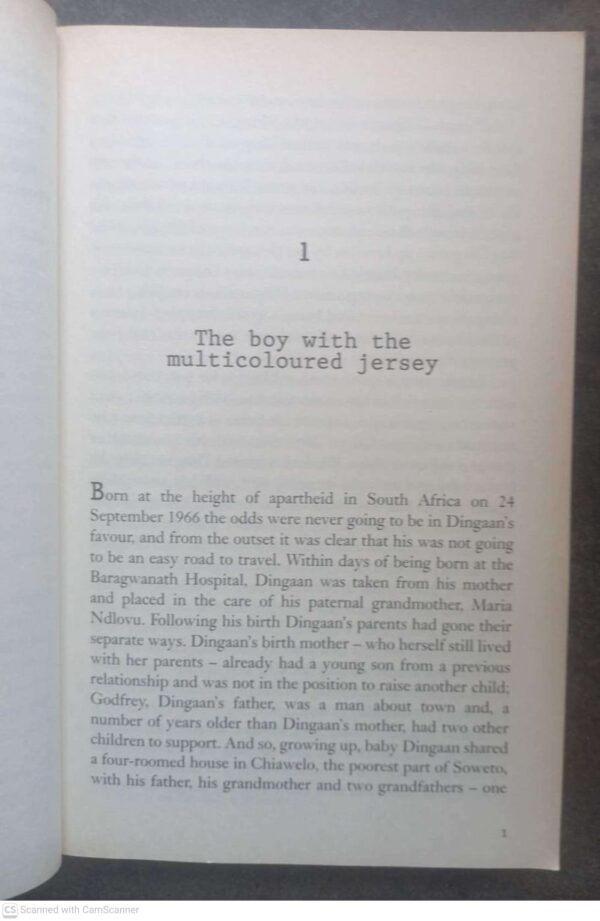 1
The boy with the
multicoloured jersey
Born at the height of apartheid in South Africa on 24
September 1966 the odds were never going to be in Dingaan's
favour, and from the outset it was clear that his was not going
to be an easy road to travel. Within days of being born at the
Baragwanath Hospital, Dingaan was taken from his mother
and placed in the care of his paternal grandmother, Maria
Ndlovu. Following his birth Dingaan's parents had gone their
separate ways. Dingaan's birth mother – who herself still lived
with her parents – already had a young son from a previous
relationship and was not in the position to raise another child;
Godfrey, Dingaan's father, was a man about town and, a
number of years older than Dingaan's mother, had two other
children to support. And so, growing up, baby Dingaan shared
a four-roomed house in Chiawelo, the poorest part of Soweto,
with his father, his grandmother and two grandfathers – one
1
CS Scanned with CamScanner